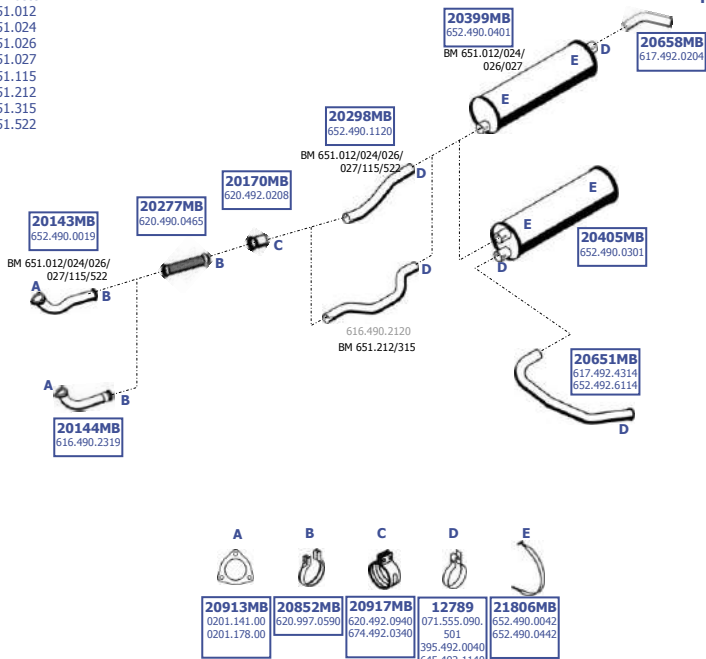 51.012
51.024
51.026
51.027
51.115
51.212
51.315
51.522
20399MB
652.490.0401
BM 651.012/024/
026/027
20658MB
617.492.0204
D
E
E
20298MB
652.490.1120
BM 651.012/024/026/
027/115/522
D
20170MB
620.492.0208
C
20277MB
620.490.0465
B
20143MB
652.490.0019
BM 651.012/024/026/
027/115/522
A
B
E
E
D
20405MB
652.490.0301
D
616.490.2120
BM 651.212/315
20651MB
617.492.4314
652.492.6114
D
A
B
20144MB
616.490.2319
A
B
C
D
E
20913MB
0201.141.00
0201.178.00
20852MB
620.997.0590
20917MB
620.492.0940
674.492.0340
12789
071.555.090.
501
395.492.0040
645.492.1140
21806MB
652.490.0042
652.490.0442